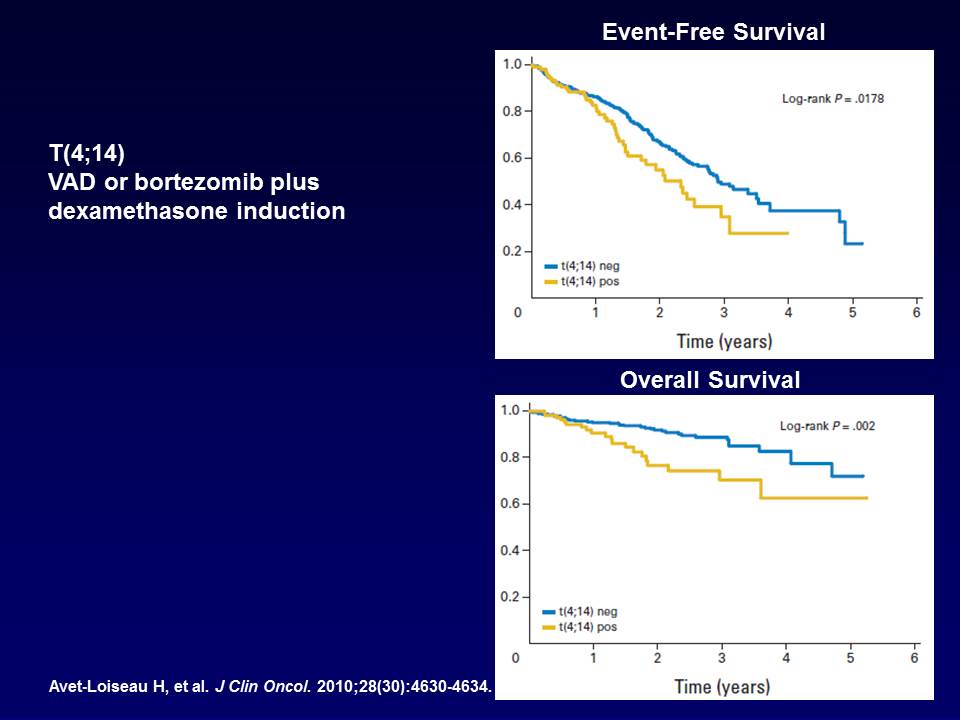 Event-Free Survival
1.0
Log-rank P = .0178
0.8
0.6
0.4
0.2
t(4;14) neg
t(4;14) pos
0 1 2 3 4 5 6
Time (years)
T(4;14)
VAD or bortezomib plus
dexamethasone induction
Overall Survival
1.0
Log-rank P = .002
0.8
0.6
0.4
0.2
t(4;14) neg
t(4;14) pos
0 1 2 3 4 5 6
Time (years)
Avet-Loiseau H, et al. J Clin Oncol. 2010;28(30):4630-4634.